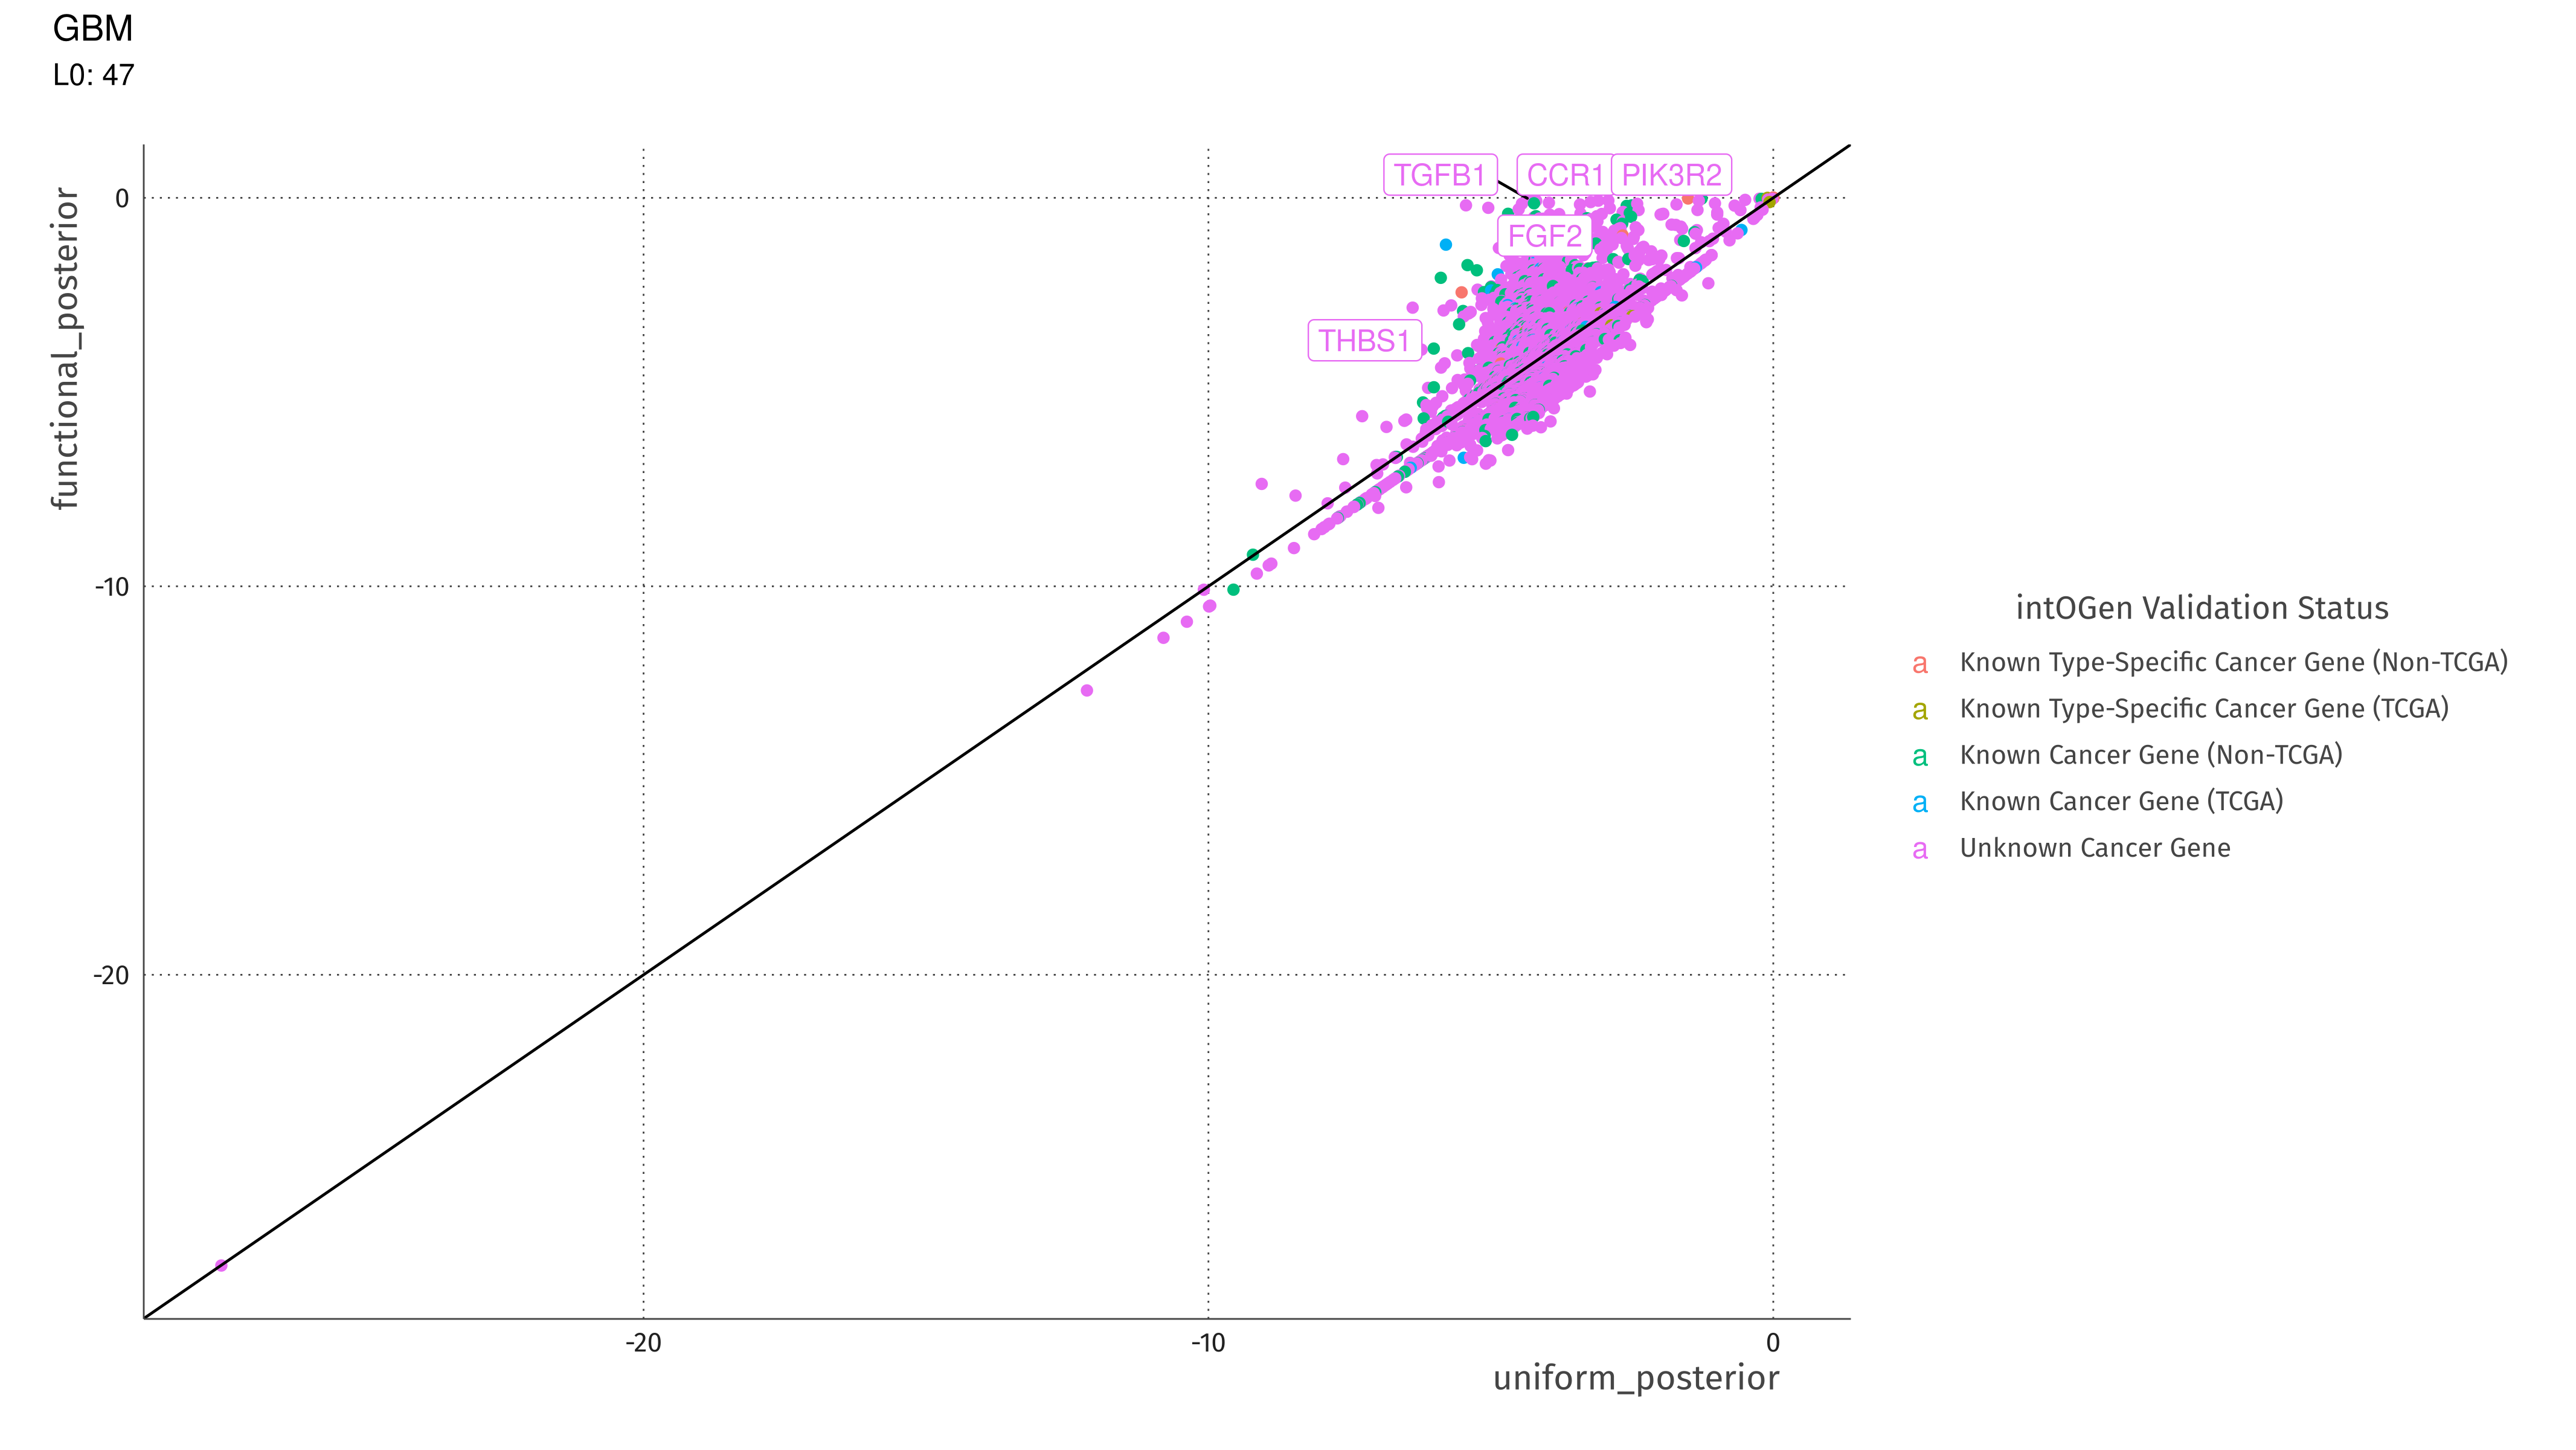 GBM
L0: 47
functional_posterior
0
-10
-20
TGFB1
CCR1
PIK3R2
FGF2
THBS1
-20
-10
0
uniform_posterior
intOGen Validation Status
a Known Type-Specific Cancer Gene (Non-TCGA)
a Known Type-Specific Cancer Gene (TCGA)
a Known Cancer Gene (Non-TCGA)
a Known Cancer Gene (TCGA)
a Unknown Cancer Gene